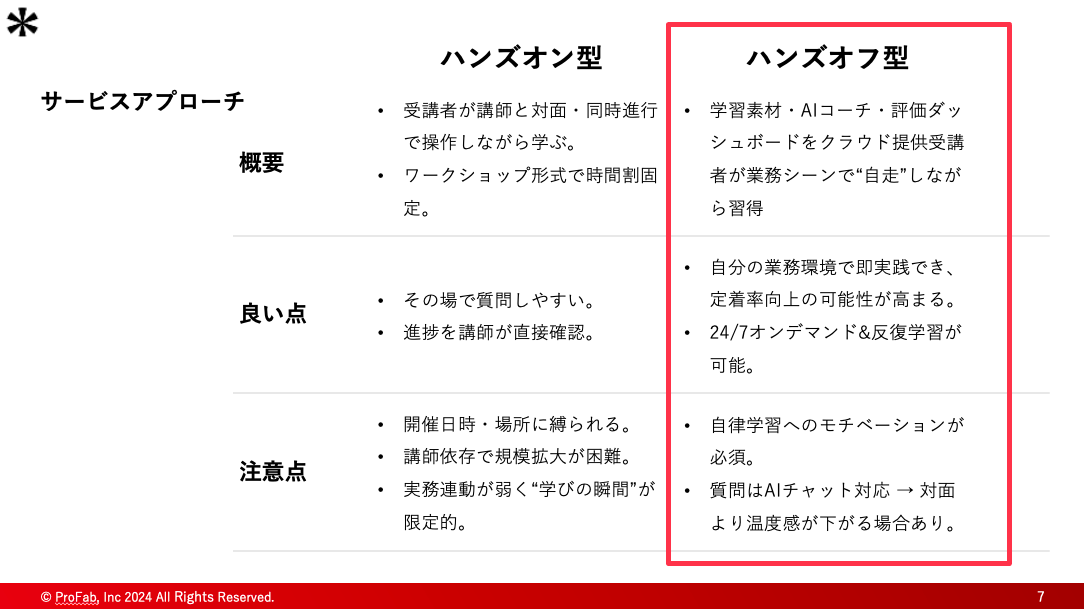 サービスアプローチ
ハンズオン型
ハンズオフ型
概要
• 受講者が講師と対面・同時進行
で操作しながら学ぶ。
• ワークショップ形式で時間割固
定。
• 学習素材・AIコーチ・評価ダッ
シュボードをクラウド提供受講
者が業務シーンで“自走”しなが
ら習得
良い点
• その場で質問しやすい。
• 進捗を講師が直接確認。
• 自分の業務環境で即実践でき、
定着率向上の可能性が高まる。
• 24/7オンデマンド&反復学習が
可能。
注意点
• 開催日時・場所に縛られる。
• 講師依存で規模拡大が困難。
• 実務連動が弱く“学びの瞬間”が
限定的。
• 自律学習へのモチベーションが
必須。
• 質問はAIチャット対応 → 対面
より温度感が下がる場合あり。
© ProFab, Inc 2024 All Rights Reserved.
7